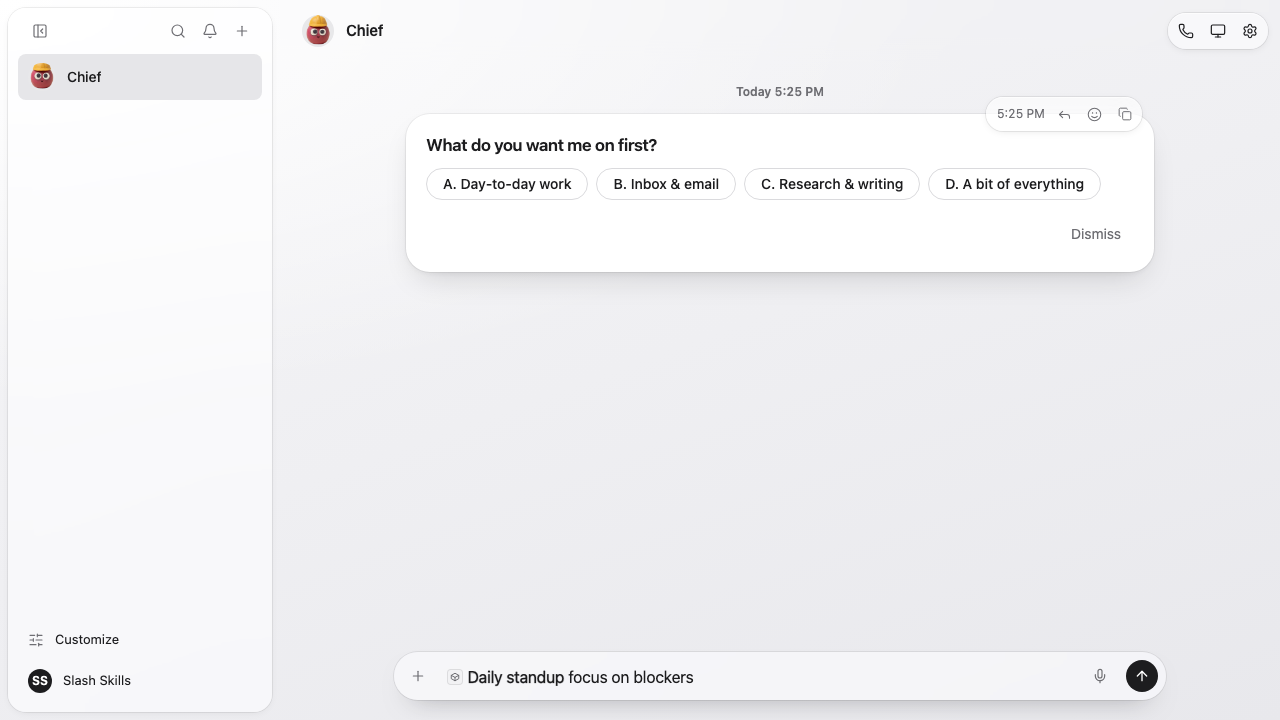 Chief
Chief
Today 5:25 PM
5:25 PM
What do you want me on first?
A. Day-to-day work
B. Inbox & email
C. Research & writing
D. A bit of everything
Dismiss
Customize
SS
Slash Skills
Daily standup focus on blockers